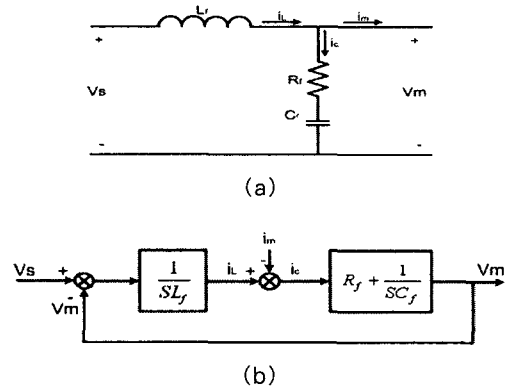 Lf iL im
+ ic +
Rf
Vs Vm
Cf
- -
(a)
im
Vs + 1/SLf iL + - ic Rf + 1/SCf Vm
Vm -
(b)